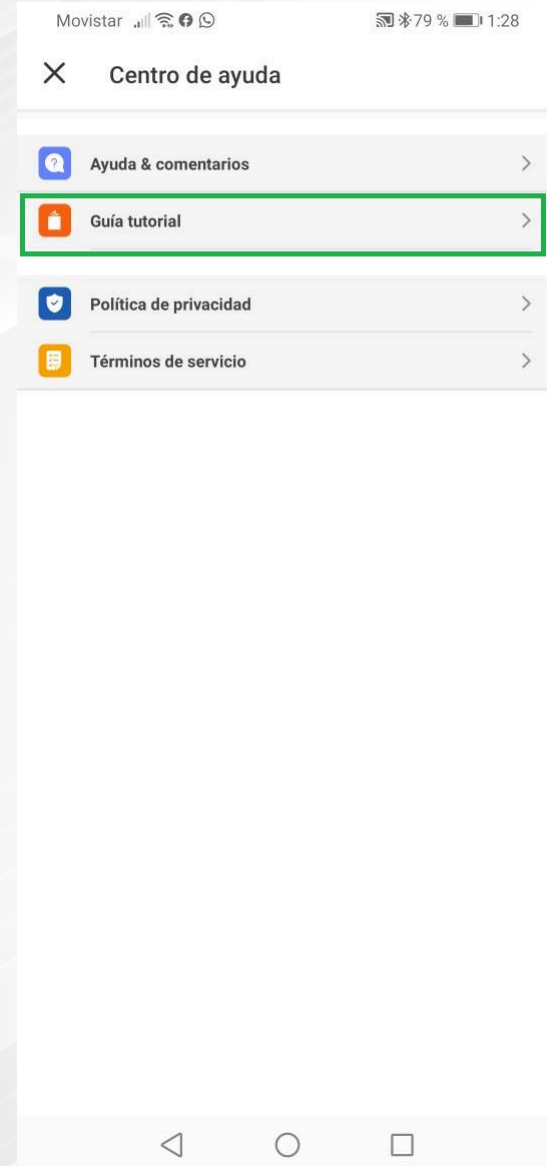 Movistar 79 % 1:28
Centro de ayuda
Ayuda & comentarios
Guía tutorial
Política de privacidad
Términos de servicio